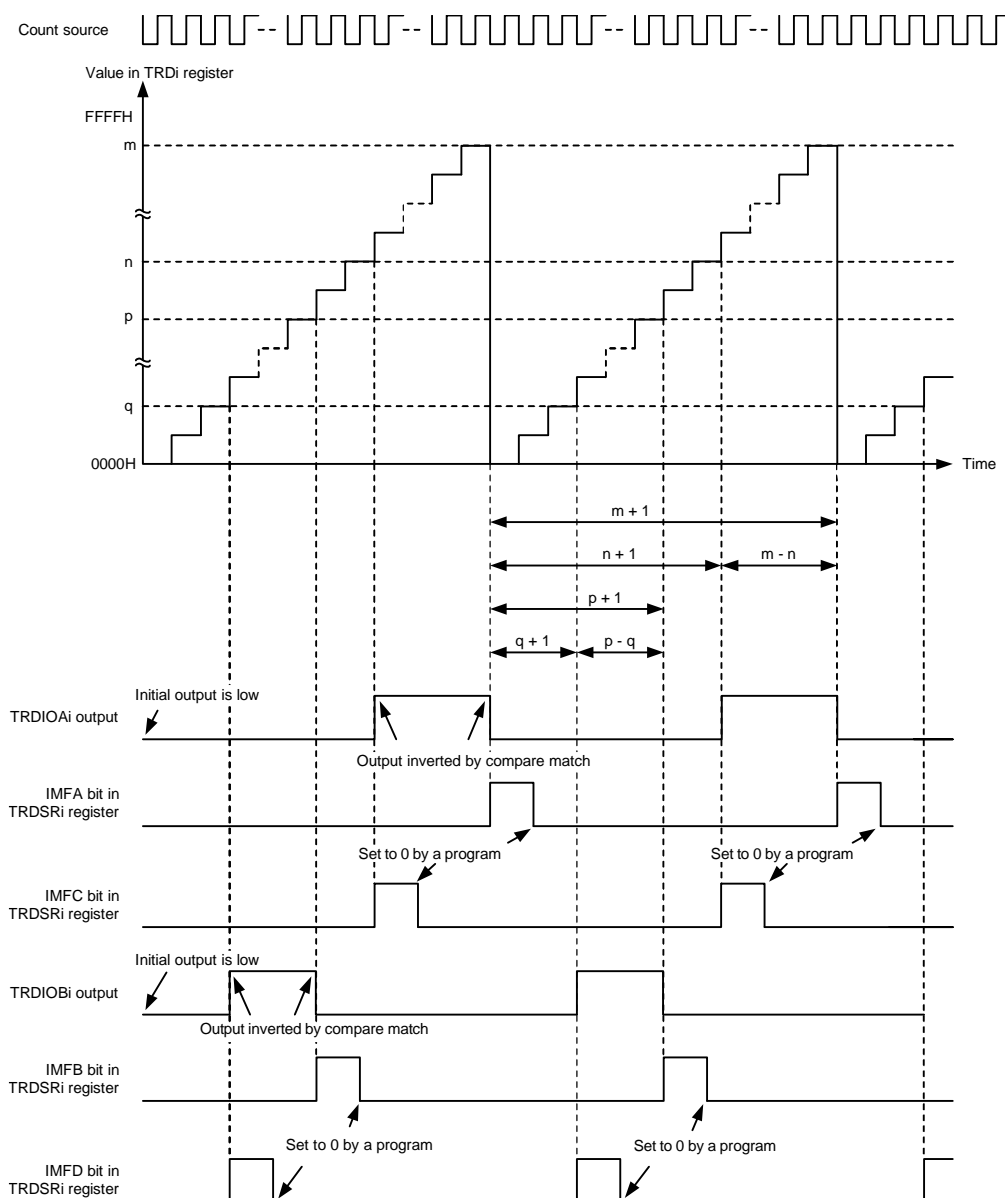 Count source
Value in TRDi register
FFFFH
m
n
p
q
0000H
Time
m + 1
n + 1
m - n
p + 1
q + 1
p - q
Initial output is low
TRDIOAi output
Output inverted by compare match
IMFA bit in
TRDSRi register
Set to 0 by a program
Set to 0 by a program
IMFC bit in
TRDSRi register
Initial output is low
TRDIOBi output
Output inverted by compare match
IMFB bit in
TRDSRi register
Set to 0 by a program
Set to 0 by a program
IMFD bit in
TRDSRi register